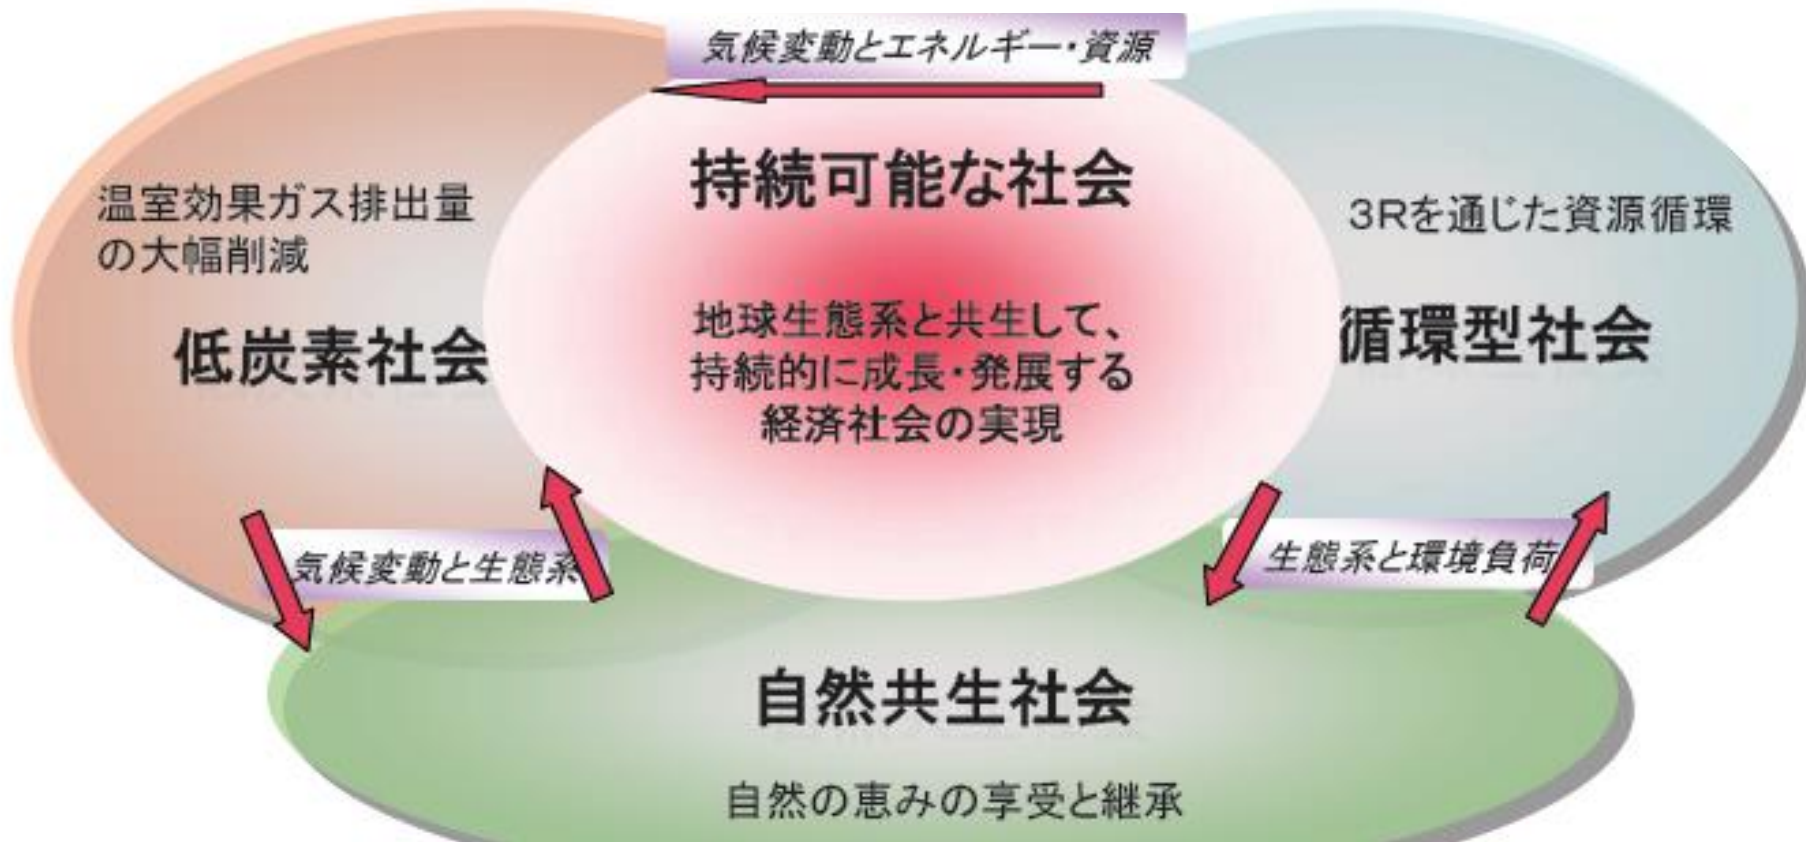 気候変動とエネルギー・資源
持続可能な社会
温室効果ガス排出量
の大幅削減
低炭素社会
地球生態系と共生して、
持続的に成長・発展する
経済社会の実現
3Rを通じた資源循環
循環型社会
気候変動と生態系
生態系と環境負荷
自然共生社会
自然の恵みの享受と継承